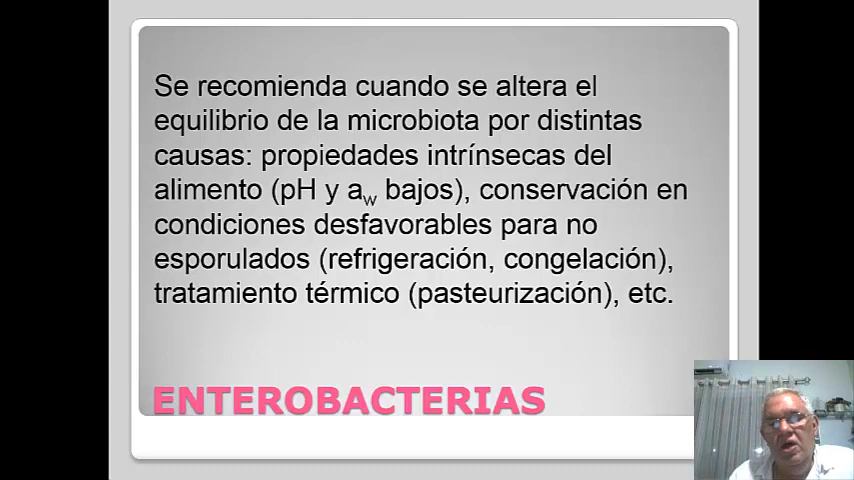 Se recomienda cuando se altera el
equilibrio de la microbiota por distintas
causas: propiedades intrínsecas del
alimento (pH y aw bajos), conservación en
condiciones desfavorables para no
esporulados (refrigeración, congelación),
tratamiento térmico (pasteurización), etc.
ENTEROBACTERIAS